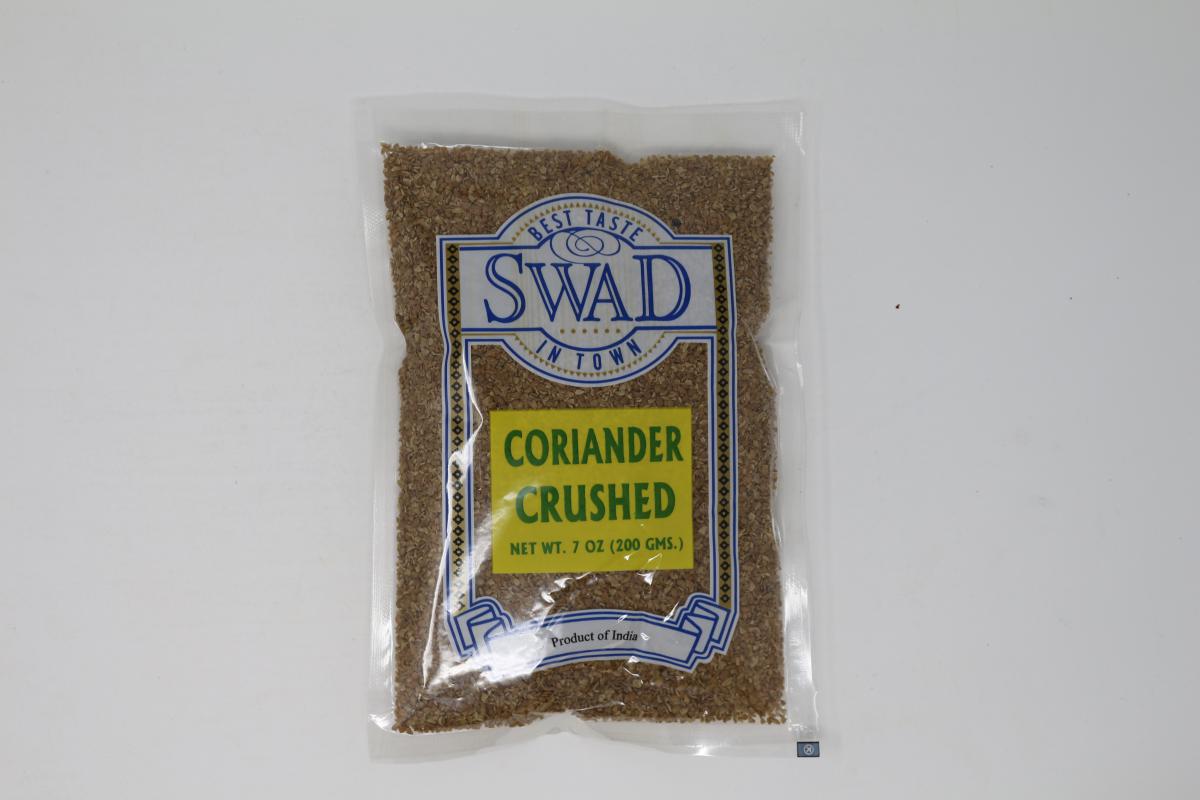 BEST TASTE
SWAD
IN TOWN
CORIANDER
CRUSHED
NET WT. 7 OZ (200 GMS.)
Product of India